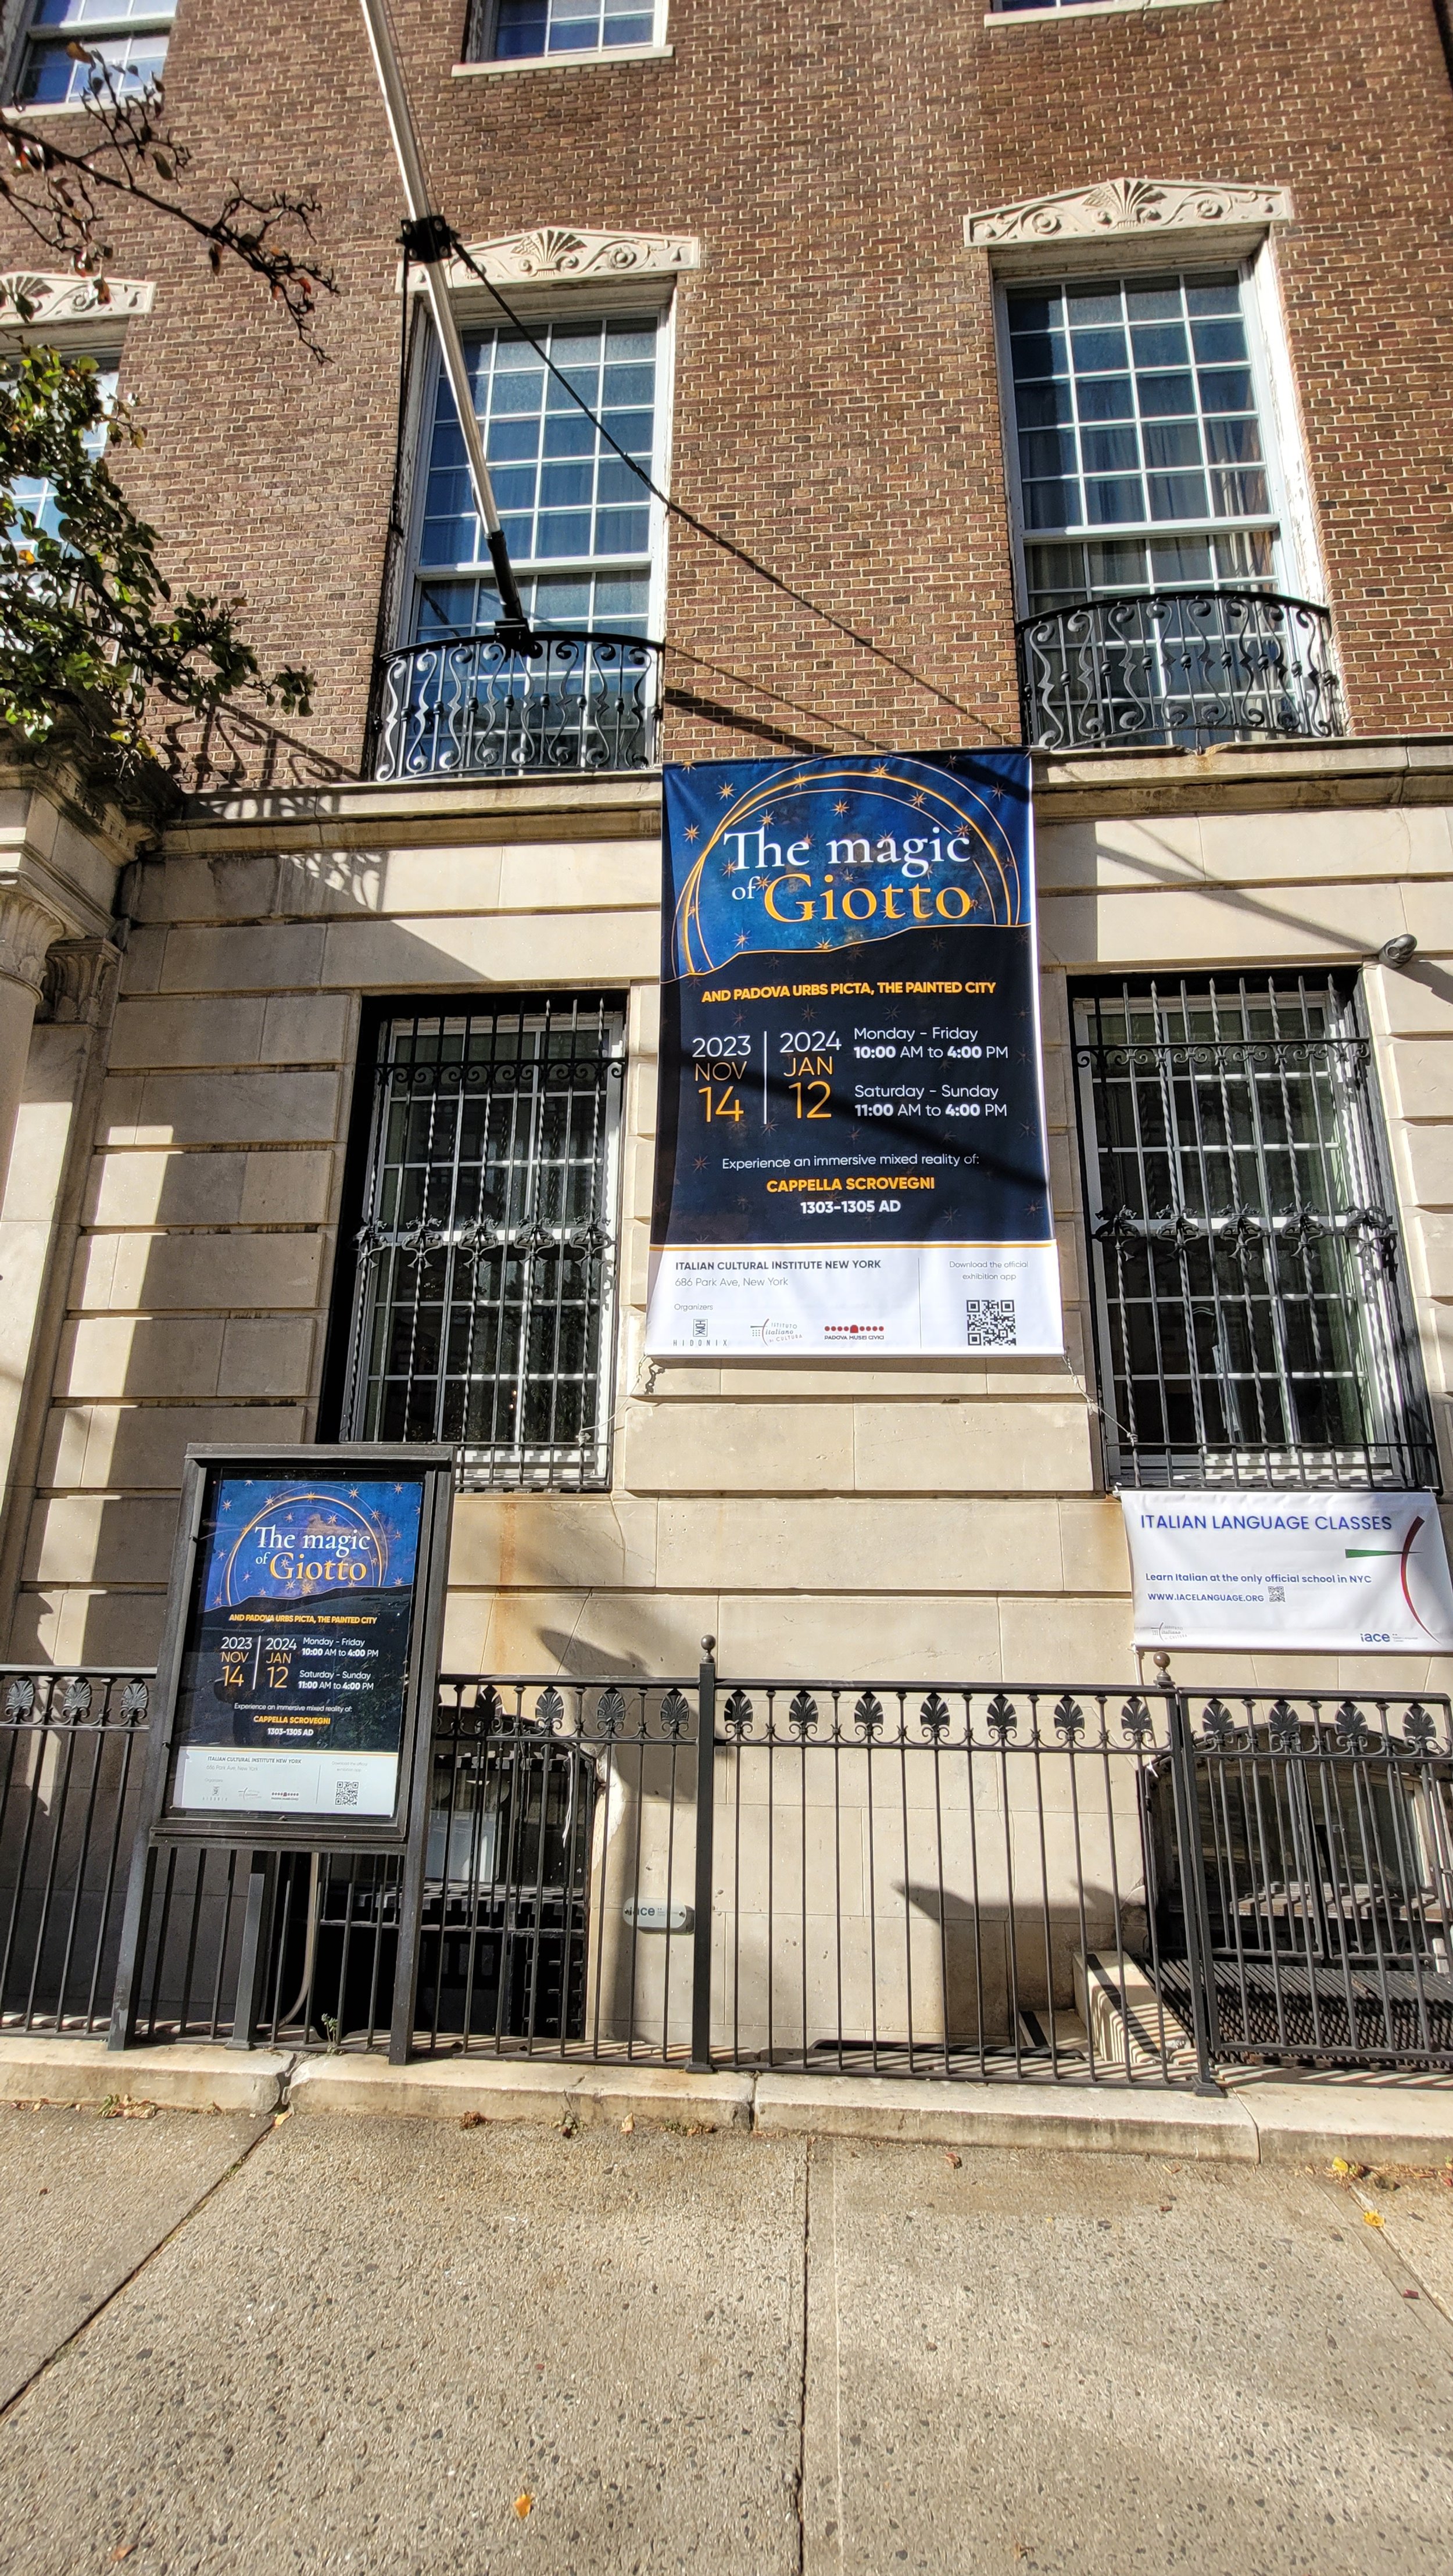 The magic
of Giotto
AND PADOVA URBS PICTA, THE PAINTED CITY
2023
NOV
14
2024
JAN
12
Monday - Friday
10:00 AM to 4:00 PM
Saturday - Sunday
11:00 AM to 4:00 PM
Experience an immersive mixed reality of:
CAPPELLA SCROVEGNI
1303-1305 AD
ITALIAN CULTURAL INSTITUTE NEW YORK
686 Park Ave, New York
Organizers
HIDONIX
ISTITUTO
italiano
di CULTURA
PADOVA MUSEI CIVICI
Download the official
exhibition app
The magic
of Giotto
AND PADOVA URBS PICTA, THE PAINTED CITY
2023
NOV
14
2024
JAN
12
Monday - Friday
10:00 AM to 4:00 PM
Saturday - Sunday
11:00 AM to 4:00 PM
Experience an immersive mixed reality of:
CAPPELLA SCROVEGNI
1303-1305 AD
ITALIAN CULTURAL INSTITUTE NEW YORK
686 Park Ave, New York
ITALIAN LANGUAGE CLASSES
Learn Italian at the only official school in NYC
WWW.IACELANGUAGE.ORG
iace
iace